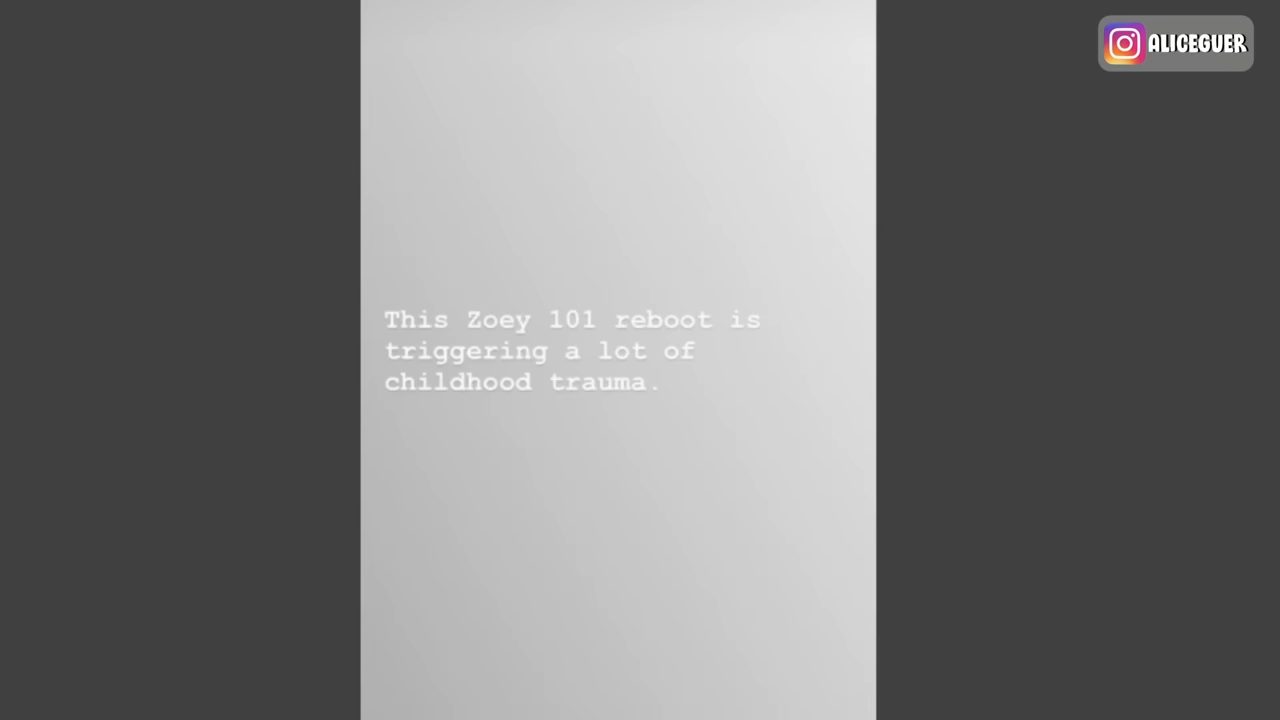 ALICEGUER
This Zoey 101 reboot is
triggering a lot of
childhood trauma.